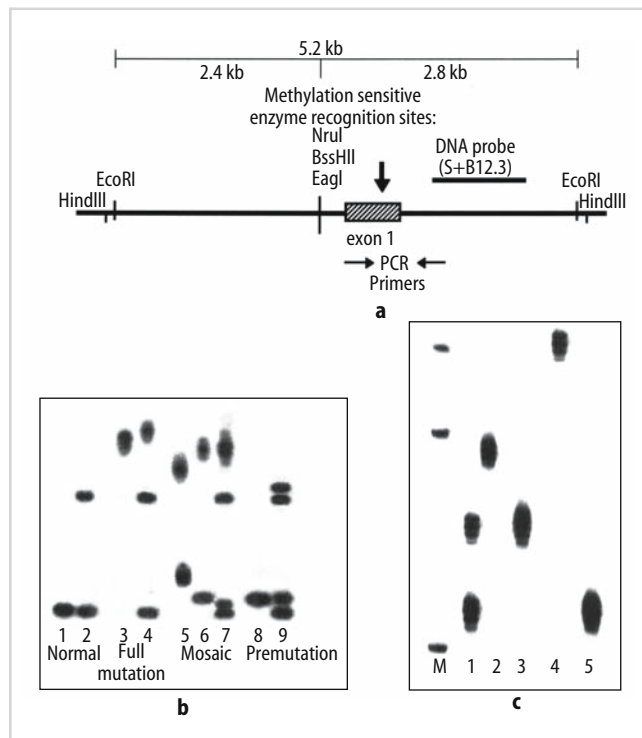 5.2 kb
2.4 kb 2.8 kb
Methylation sensitive
enzyme recognition sites:
NruI
BssHII
EagI
DNA probe
(S+B12.3)
EcoRI
HindIII
EcoRI
HindIII
exon 1
PCR
Primers
a
1 2 3 4 5 6 7 8 9
Normal Full Mosaic Premutation
mutation
b
M 1 2 3 4 5
c